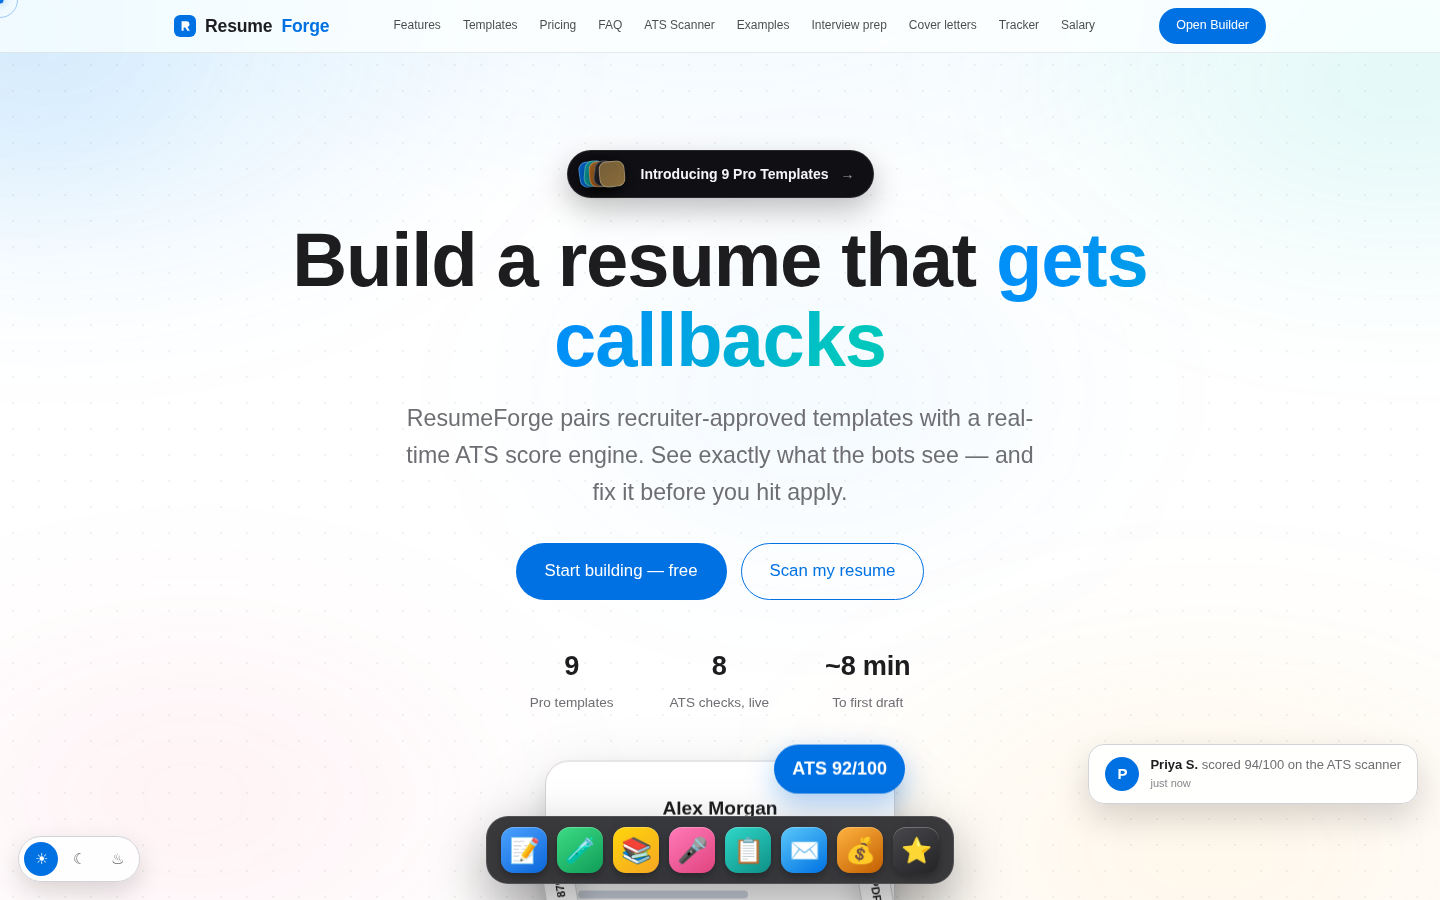 Resume Forge
Features Templates Pricing FAQ ATS Scanner Examples Interview prep Cover letters Tracker Salary
Open Builder
Introducing 9 Pro Templates →
Build a resume that gets
callbacks
ResumeForge pairs recruiter-approved templates with a real-
time ATS score engine. See exactly what the bots see — and
fix it before you hit apply.
Start building — free
Scan my resume
9
Pro templates
8
ATS checks, live
~8 min
To first draft
ATS 92/100
Alex Morgan
P
Priya S. scored 94/100 on the ATS scanner
just now